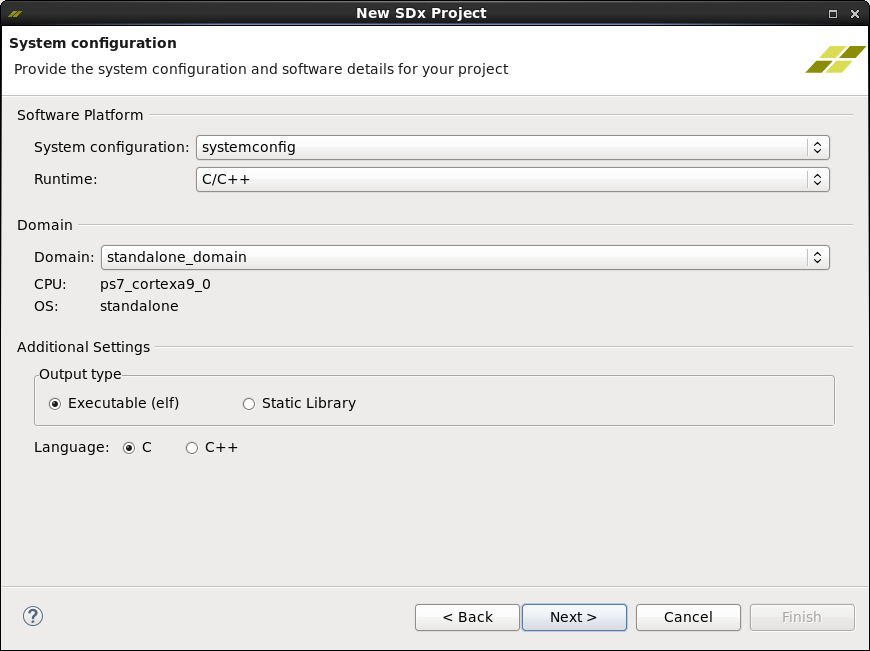 New SDx Project
System configuration
Provide the system configuration and software details for your project
Software Platform
System configuration: systemconfig
Runtime: C/C++
Domain
Domain: standalone_domain
CPU: ps7_cortexa9_0
OS: standalone
Additional Settings
Output type
Executable (elf) Static Library
Language: C C++
? < Back Next > Cancel Finish